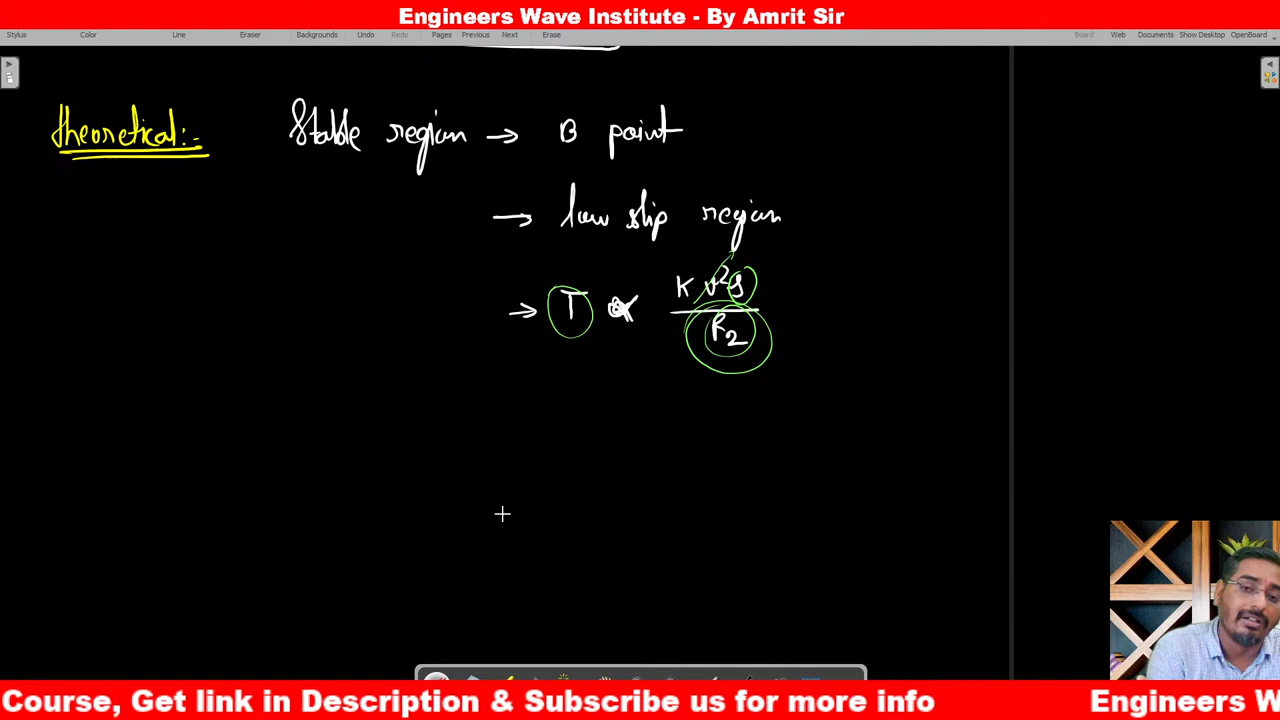 Engineers Wave Institute - By Amrit Sir
Stylus Color Line Eraser Backgrounds Undo Redo Pages Previous Next Erase Board Web Documents Show Desktop OpenBoard
theoretical:- Stable region → B point
→ low slip region
→ T ∝ K v²s
R₂
Course, Get link in Description & Subscribe us for more info Engineers W